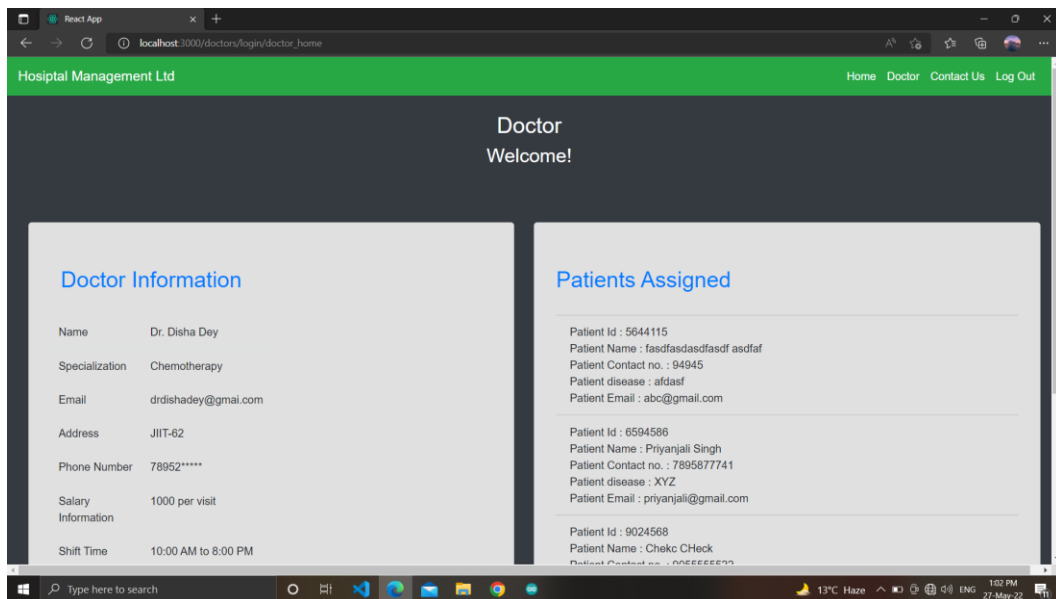 React App
localhost:3000/doctors/login/doctor_home
Hosiptal Management Ltd
Home Doctor Contact Us Log Out
Doctor
Welcome!
Doctor Information
Name Dr. Disha Dey
Specialization Chemotherapy
Email drdishadey@gmai.com
Address JIIT-62
Phone Number 78952*****
Salary Information 1000 per visit
Shift Time 10:00 AM to 8:00 PM
Patients Assigned
Patient Id : 5644115
Patient Name : fasdfasdasdfasdf asdfaf
Patient Contact no. : 94945
Patient disease : afdasf
Patient Email : abc@gmail.com
Patient Id : 6594586
Patient Name : Priyanjali Singh
Patient Contact no. : 7895877741
Patient disease : XYZ
Patient Email : priyanjali@gmail.com
Patient Id : 9024568
Patient Name : Chekc CHeck
Patient Contact no. :
Type here to search
13°C Haze
ENG
1:02 PM
27-May-22